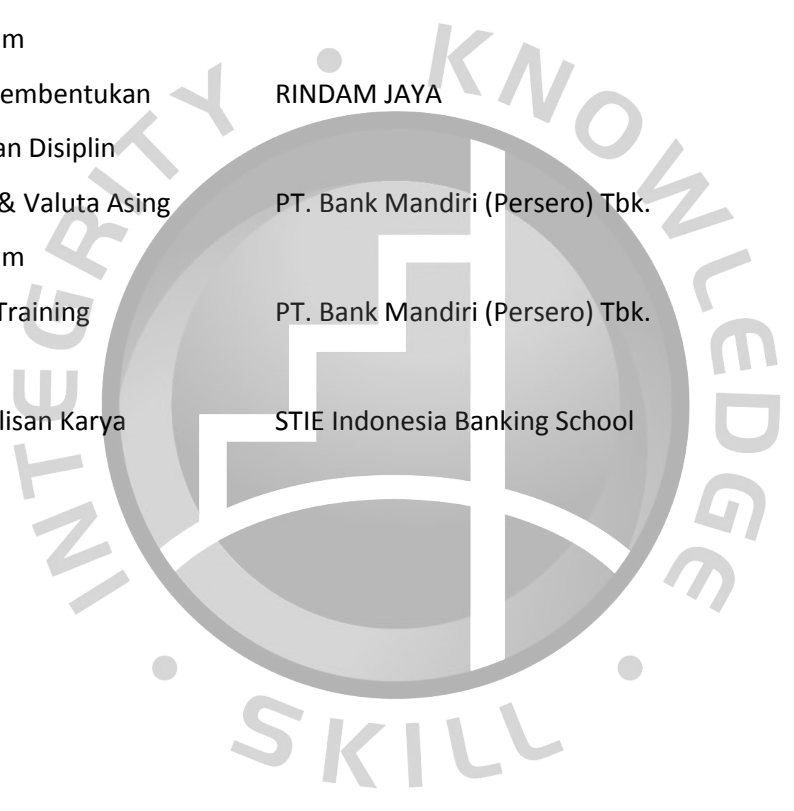 m
embentukan RINDAM JAYA
an Disiplin
& Valuta Asing PT. Bank Mandiri (Persero) Tbk.
m
Training PT. Bank Mandiri (Persero) Tbk.
lisan Karya STIE Indonesia Banking School
INTEGRITY • KNOWLEDGE • SKILL •